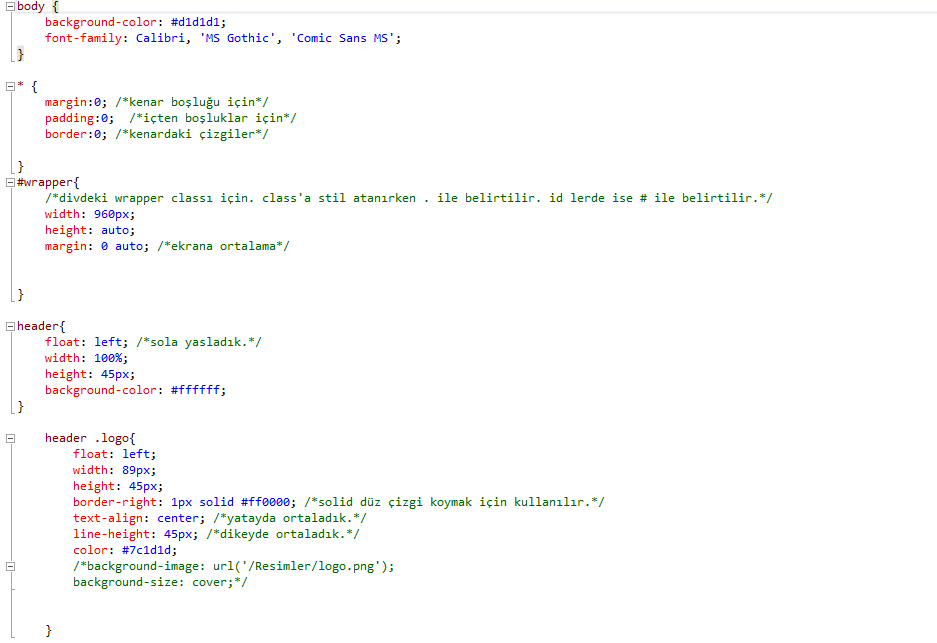 body {
    background-color: #d1d1d1;
    font-family: Calibri, 'MS Gothic', 'Comic Sans MS';
}
* {
    margin:0; /*kenar boşluğu için*/
    padding:0;  /*içten boşluklar için*/
    border:0; /*kenardaki çizgiler*/
}
#wrapper{
    /*divdeki wrapper classı için. class'a stil atanırken . ile belirtilir. id lerde ise # ile belirtilir.*/
    width: 960px;
    height: auto;
    margin: 0 auto; /*ekrana ortalama*/
}
header{
    float: left; /*sola yasladık.*/
    width: 100%;
    height: 45px;
    background-color: #ffffff;
}
    header .logo{
        float: left;
        width: 89px;
        height: 45px;
        border-right: 1px solid #ff0000; /*solid düz çizgi koymak için kullanılır.*/
        text-align: center; /*yatayda ortaladık.*/
        line-height: 45px; /*dikeyde ortaladık.*/
        color: #7c1d1d;
        /*background-image: url('/Resimler/logo.png');
        background-size: cover;*/
    }